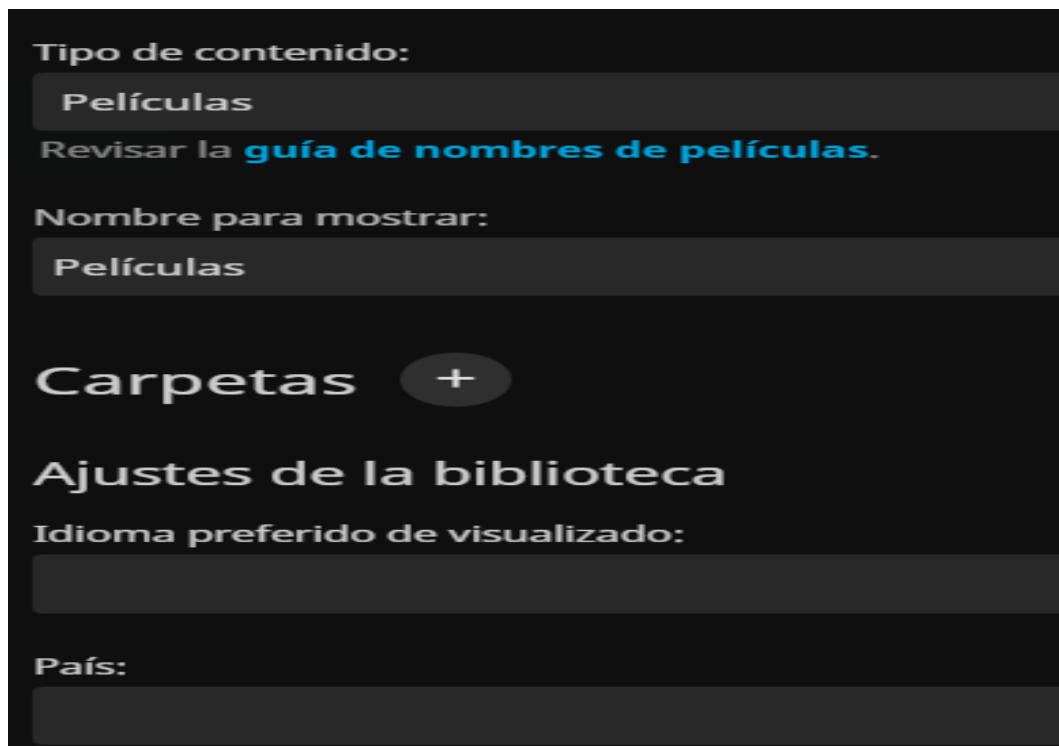 Tipo de contenido:
Películas
Revisar la guía de nombres de películas.
Nombre para mostrar:
Películas
Carpetas +
Ajustes de la biblioteca
Idioma preferido de visualizado:
País: